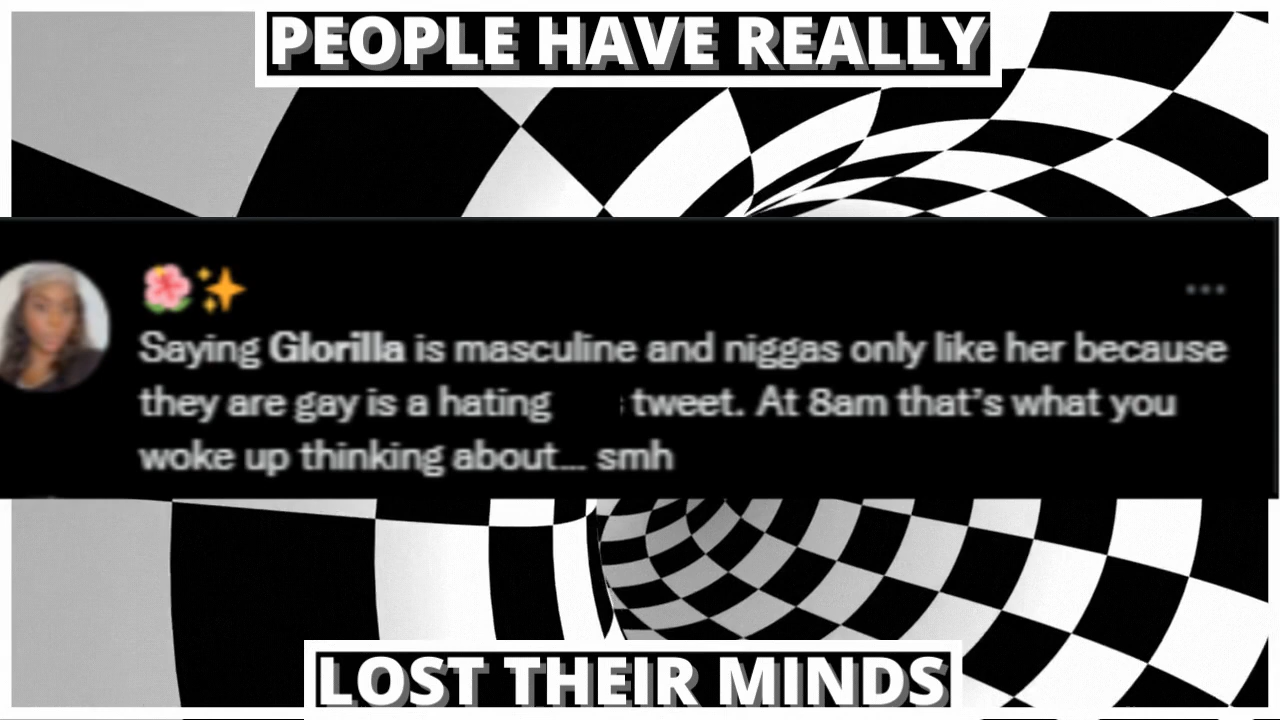 PEOPLE HAVE REALLY
Saying Glorilla is masculine and niggas only like her because
they are gay is a hating tweet. At 8am that's what you
woke up thinking about... smh
LOST THEIR MINDS